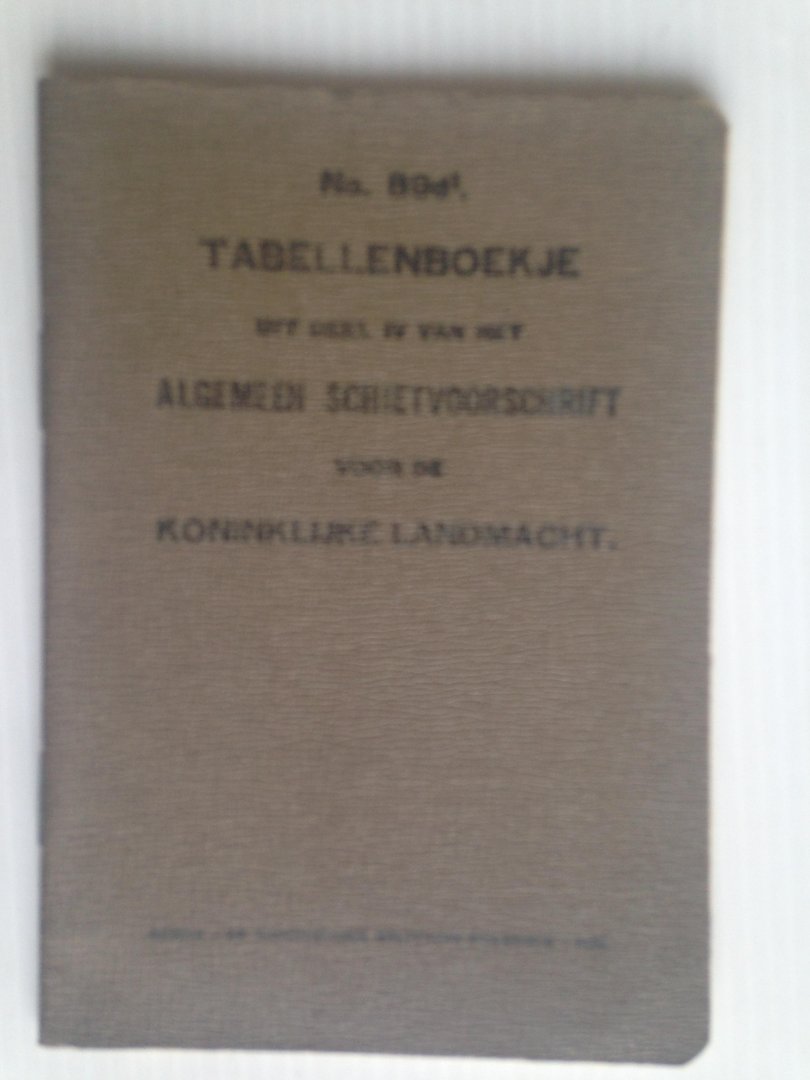 No. 80d¹.
TABELLENBOEKJE
UIT DEEL IV VAN HET
ALGEMEEN SCHIETVOORSCHRIFT
VOOR DE
KONINKLIJKE LANDMACHT.